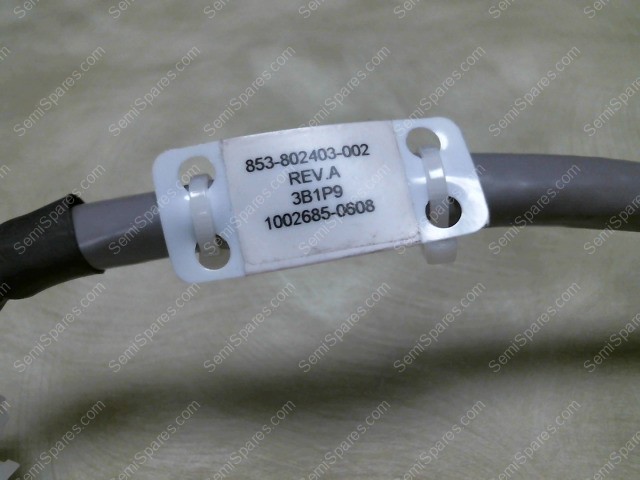 853-802403-002
REV.A
3B1P9
1002685-0608
SemiSpares.com